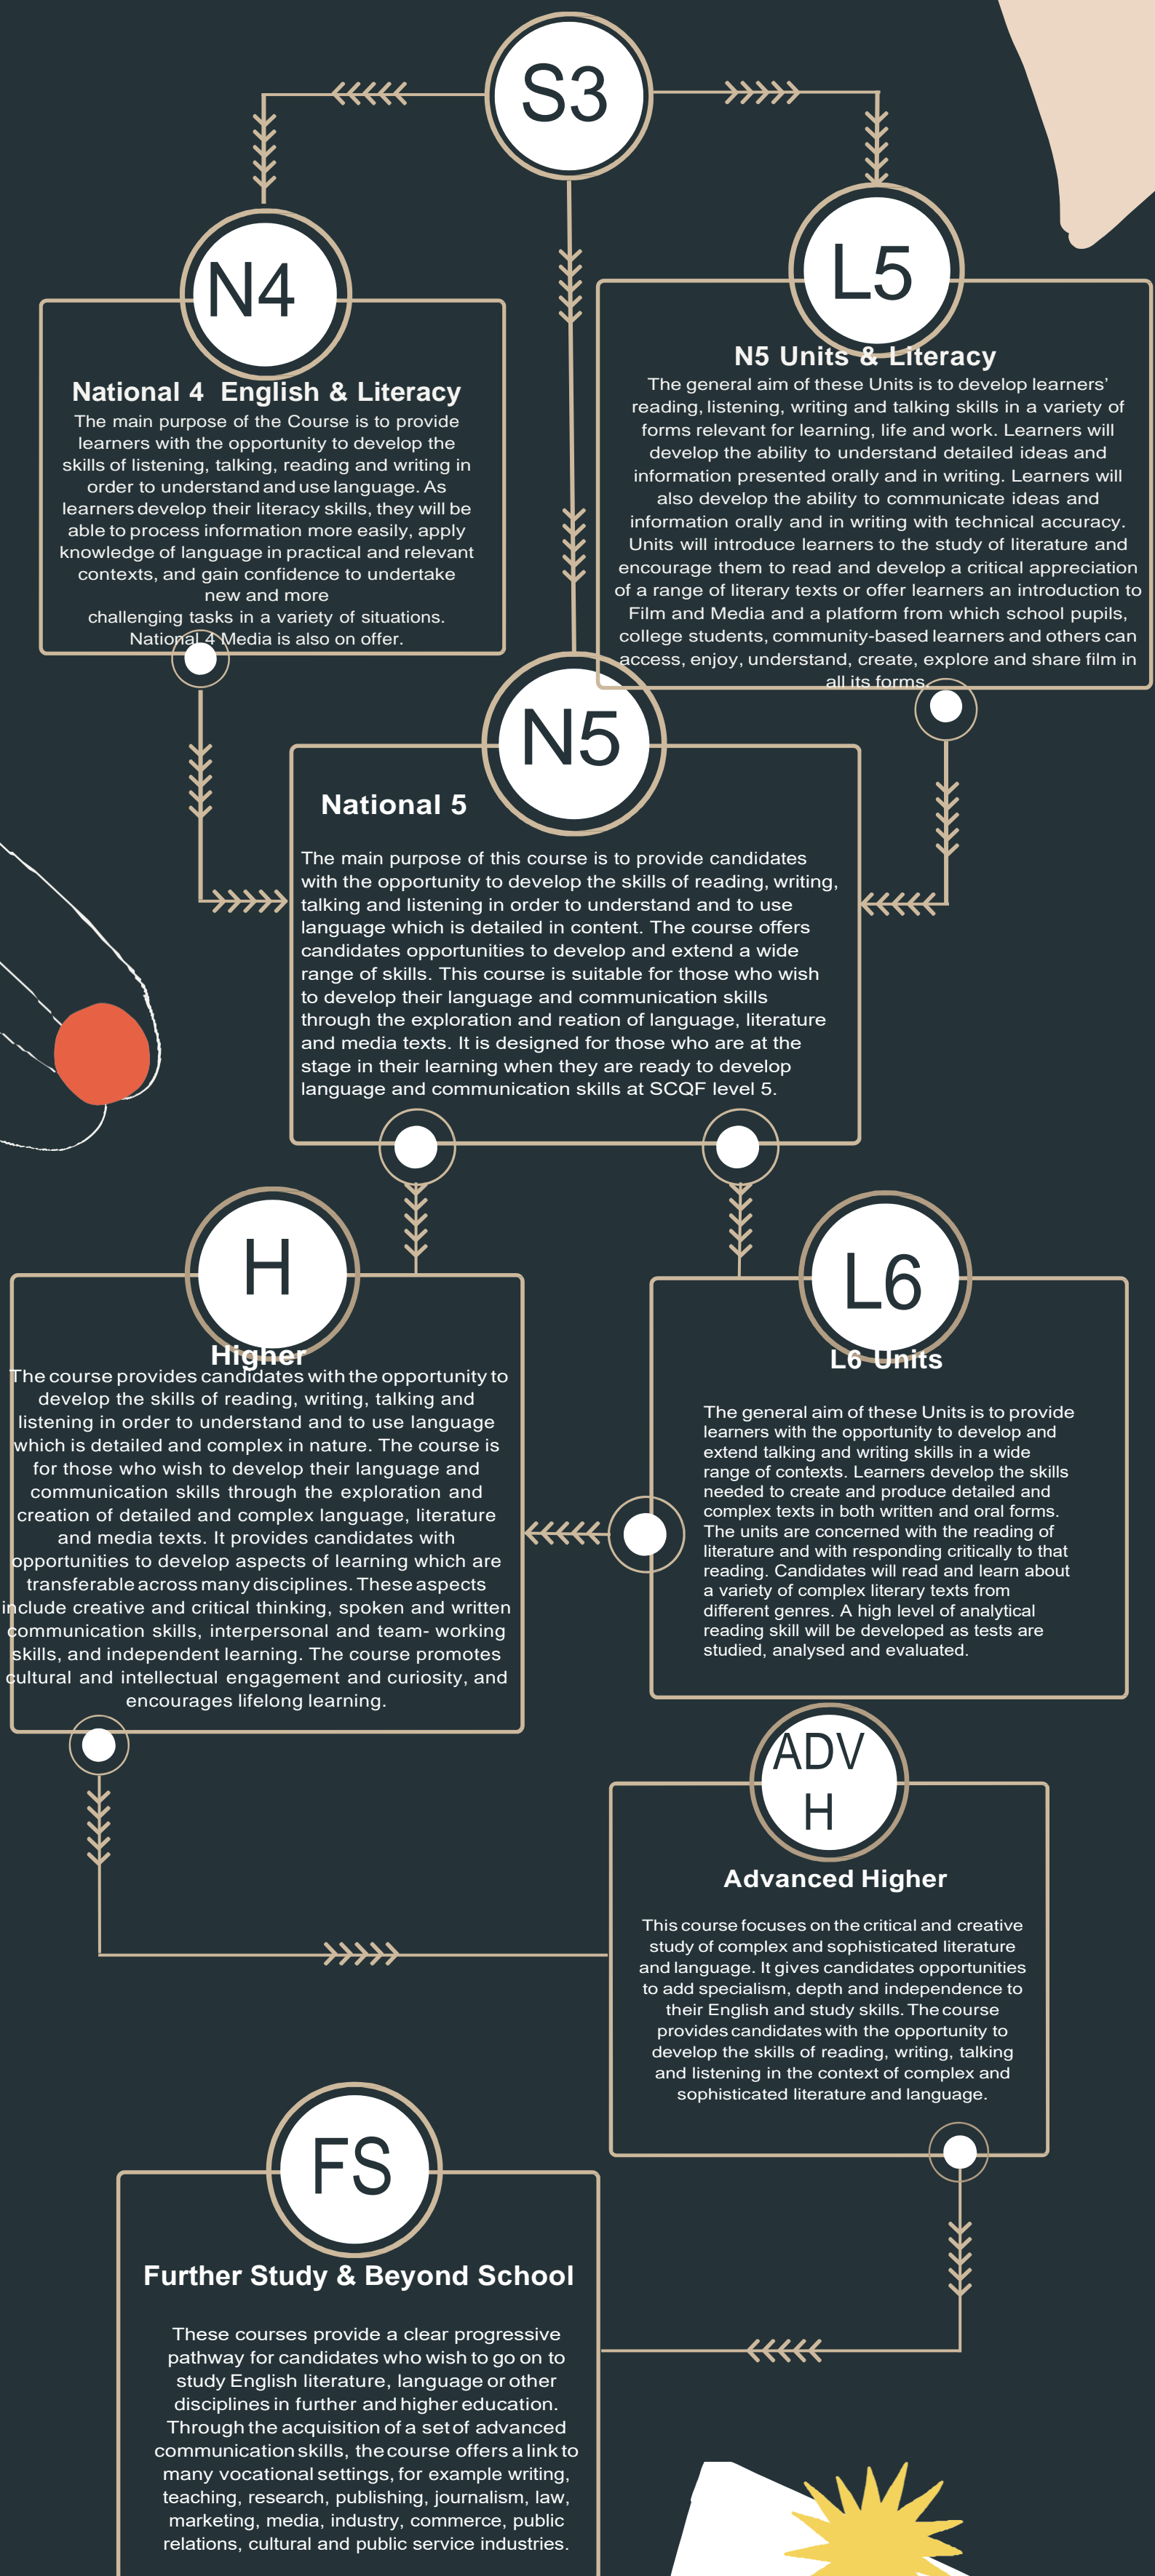 S3
N4
National 4 English & Literacy
The main purpose of the Course is to provide
learners with the opportunity to develop the
skills of listening, talking, reading and writing in
order to understand and use language. As
learners develop their literacy skills, they will be
able to process information more easily, apply
knowledge of language in practical and relevant
contexts, and gain confidence to undertake
new and more
challenging tasks in a variety of situations.
National 4 Media is also on offer.
L5
N5 Units & Literacy
The general aim of these Units is to develop learners'
reading, listening, writing and talking skills in a variety of
forms relevant for learning, life and work. Learners will
develop the ability to understand detailed ideas and
information presented orally and in writing. Learners will
also develop the ability to communicate ideas and
information orally and in writing with technical accuracy.
Units will introduce learners to the study of literature and
encourage them to read and develop a critical appreciation
of a range of literary texts or offer learners an introduction to
Film and Media and a platform from which school pupils,
college students, community-based learners and others can
access, enjoy, understand, create, explore and share film in
all its forms.
N5
National 5
The main purpose of this course is to provide candidates
with the opportunity to develop the skills of reading, writing,
talking and listening in order to understand and to use
language which is detailed in content. The course offers
candidates opportunities to develop and extend a wide
range of skills. This course is suitable for those who wish
to develop their language and communication skills
through the exploration and reation of language, literature
and media texts. It is designed for those who are at the
stage in their learning when they are ready to develop
language and communication skills at SCQF level 5.
H
Higher
The course provides candidates with the opportunity to
develop the skills of reading, writing, talking and
listening in order to understand and to use language
which is detailed and complex in nature. The course is
for those who wish to develop their language and
communication skills through the exploration and
creation of detailed and complex language, literature
and media texts. It provides candidates with
opportunities to develop aspects of learning which are
transferable across many disciplines. These aspects
include creative and critical thinking, spoken and written
communication skills, interpersonal and team- working
skills, and independent learning. The course promotes
cultural and intellectual engagement and curiosity, and
encourages lifelong learning.
L6
L6 Units
The general aim of these Units is to provide
learners with the opportunity to develop and
extend talking and writing skills in a wide
range of contexts. Learners develop the skills
needed to create and produce detailed and
complex texts in both written and oral forms.
The units are concerned with the reading of
literature and with responding critically to that
reading. Candidates will read and learn about
a variety of complex literary texts from
different genres. A high level of analytical
reading skill will be developed as tests are
studied, analysed and evaluated.
ADV
H
Advanced Higher
This course focuses on the critical and creative
study of complex and sophisticated literature
and language. It gives candidates opportunities
to add specialism, depth and independence to
their English and study skills. The course
provides candidates with the opportunity to
develop the skills of reading, writing, talking
and listening in the context of complex and
sophisticated literature and language.
FS
Further Study & Beyond School
These courses provide a clear progressive
pathway for candidates who wish to go on to
study English literature, language or other
disciplines in further and higher education.
Through the acquisition of a set of advanced
communication skills, the course offers a link to
many vocational settings, for example writing,
teaching, research, publishing, journalism, law,
marketing, media, industry, commerce, public
relations, cultural and public service industries.